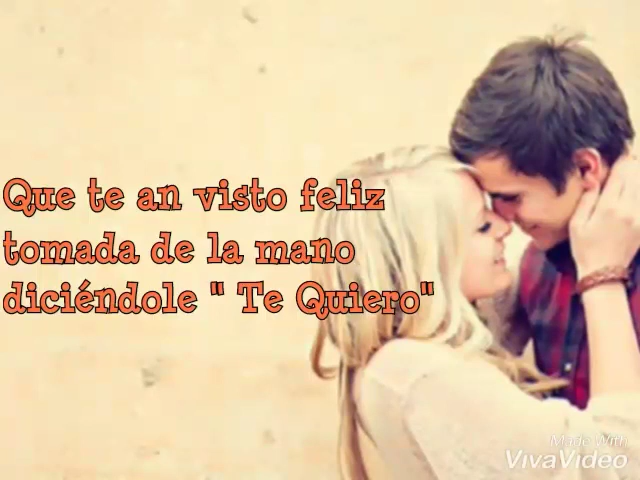 Que te an visto feliz
tomada de la mano
diciéndole " Te Quiero"
Made With
VivaVideo